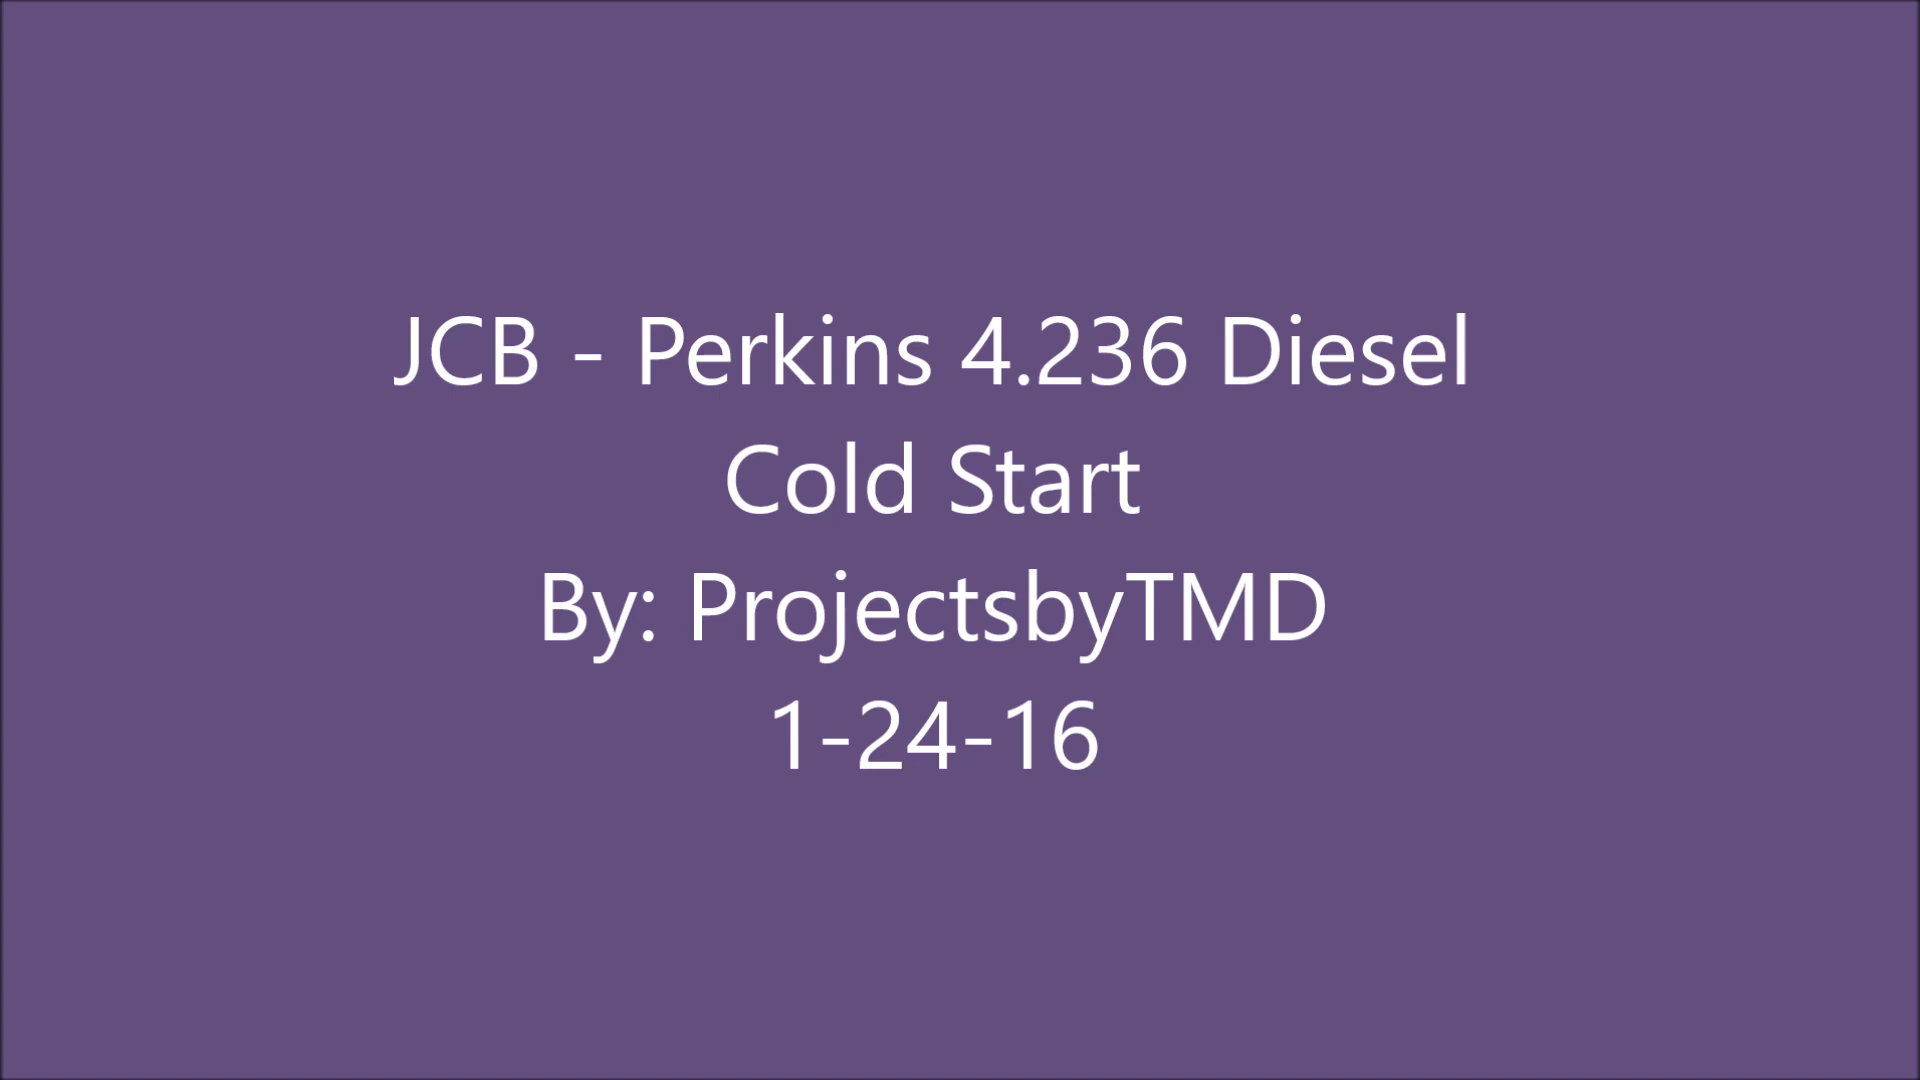 JCB - Perkins 4.236 Diesel
Cold Start
By: ProjectsbyTMD
1-24-16